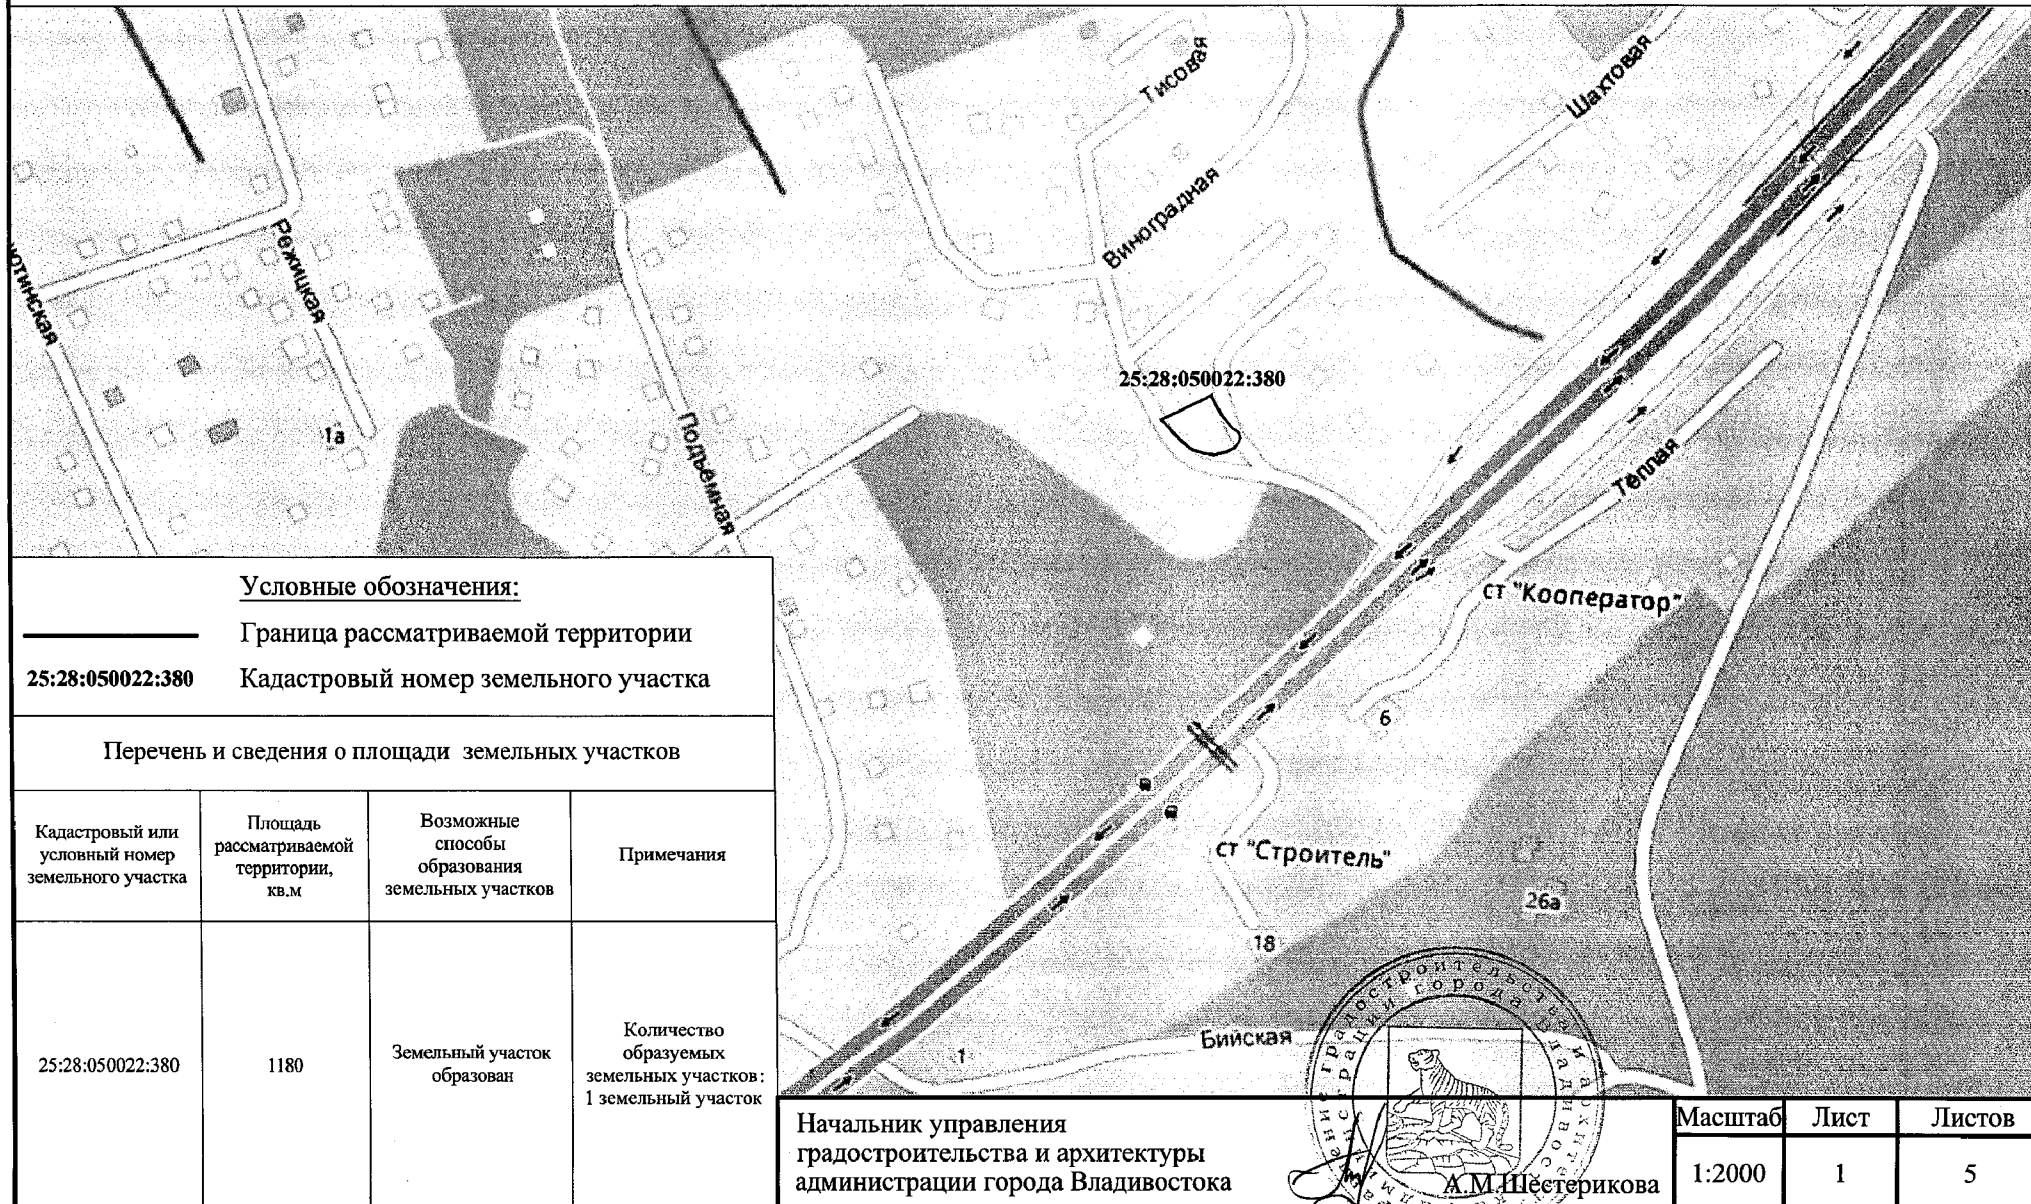 Тисовая
Шахтовая
Виноградная
Режицкая
1а
Подъёмная
25:28:050022:380
Тёплая
ст "Кооператор"
6
ст "Строитель"
26а
18
Бийская
1
Условные обозначения:
Граница рассматриваемой территории
25:28:050022:380 Кадастровый номер земельного участка
Перечень и сведения о площади земельных участков
Кадастровый или
условный номер
земельного участка
Площадь
рассматриваемой
территории,
кв.м
Возможные
способы
образования
земельных участков
Примечания
25:28:050022:380
1180
Земельный участок
образован
Количество
образуемых
земельных участков:
1 земельный участок
Начальник управления
градостроительства и архитектуры
администрации города Владивостока
А.М.Шестерикова
Масштаб
Лист
Листов
1:2000
1
5